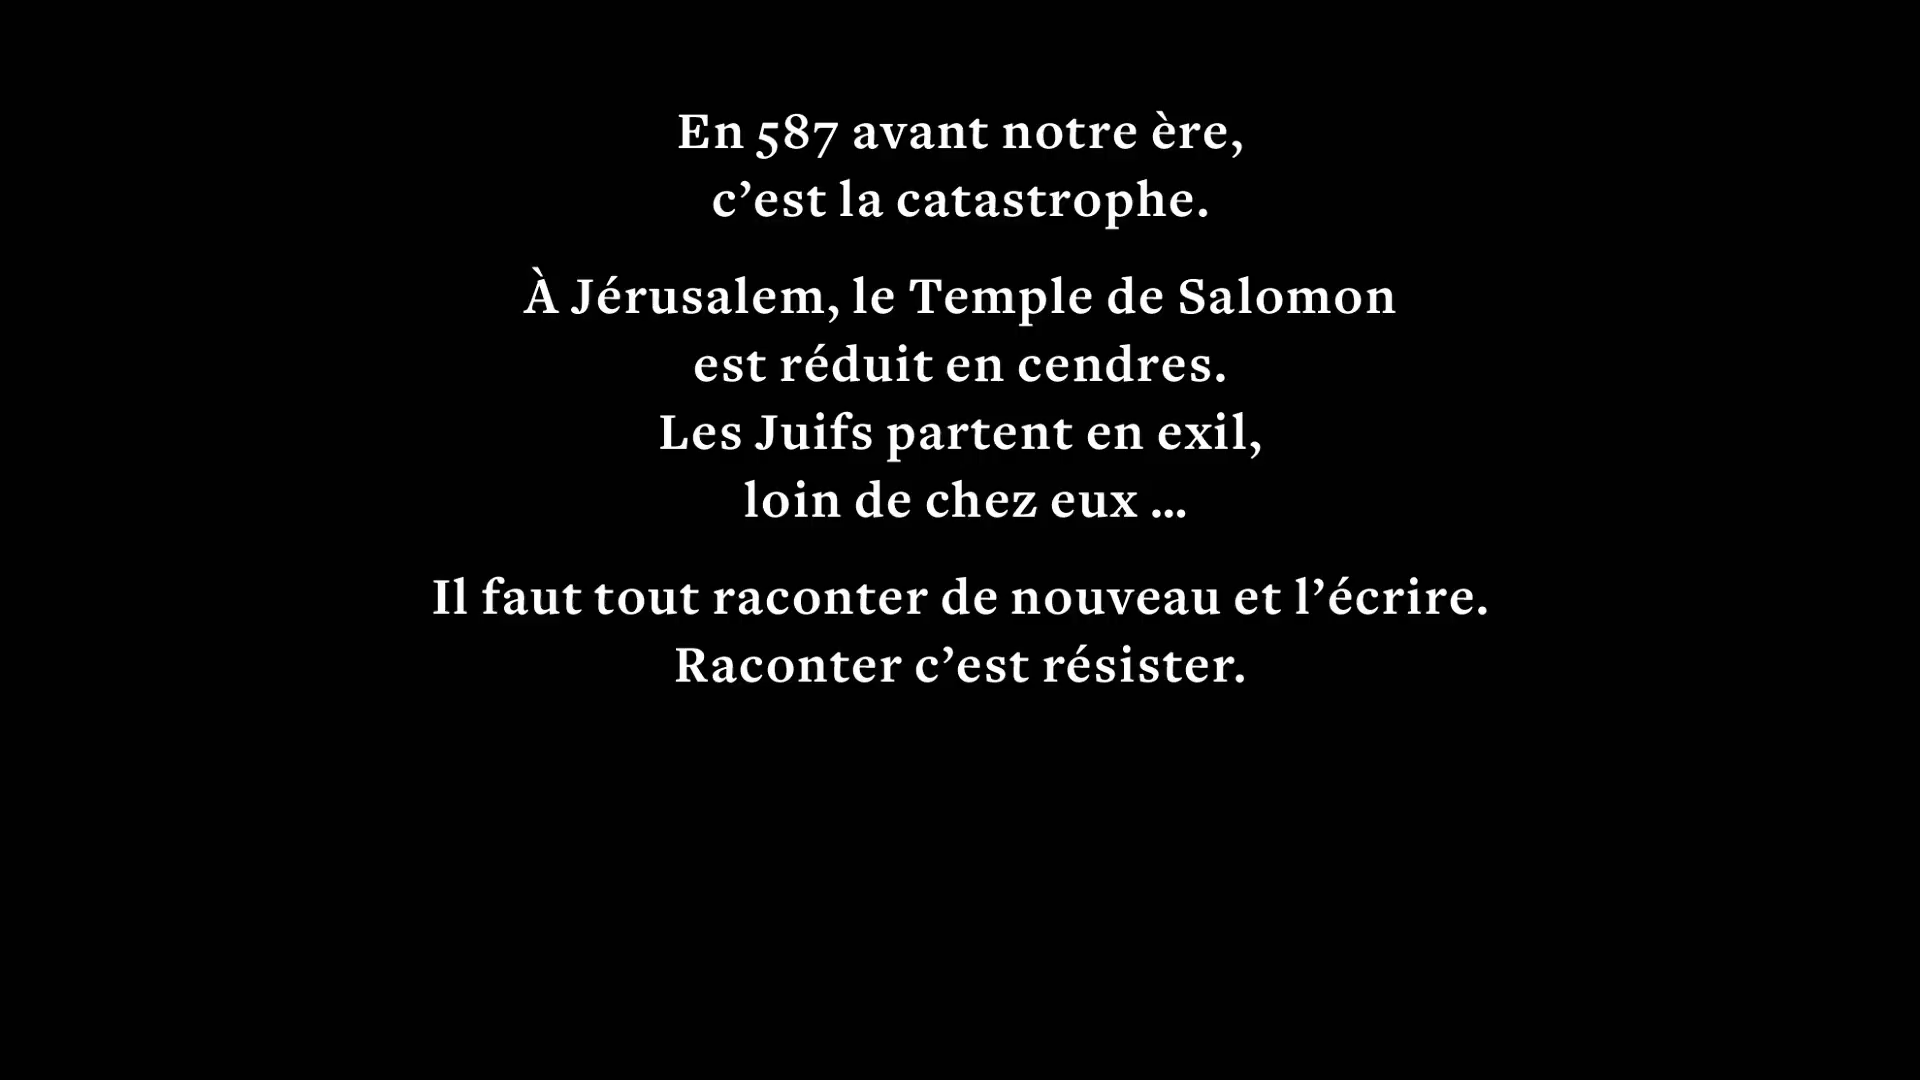 En 587 avant notre ère,
c’est la catastrophe.
À Jérusalem, le Temple de Salomon
est réduit en cendres.
Les Juifs partent en exil,
loin de chez eux ...
Il faut tout raconter de nouveau et l’écrire.
Raconter c’est résister.